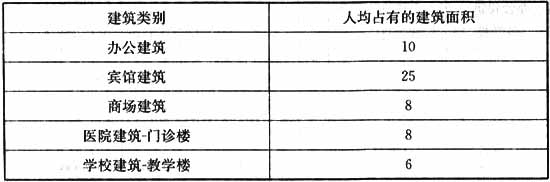 建筑类别 人均占有的建筑面积
办公建筑 10
宾馆建筑 25
商场建筑 8
医院建筑-门诊楼 8
学校建筑-教学楼 6